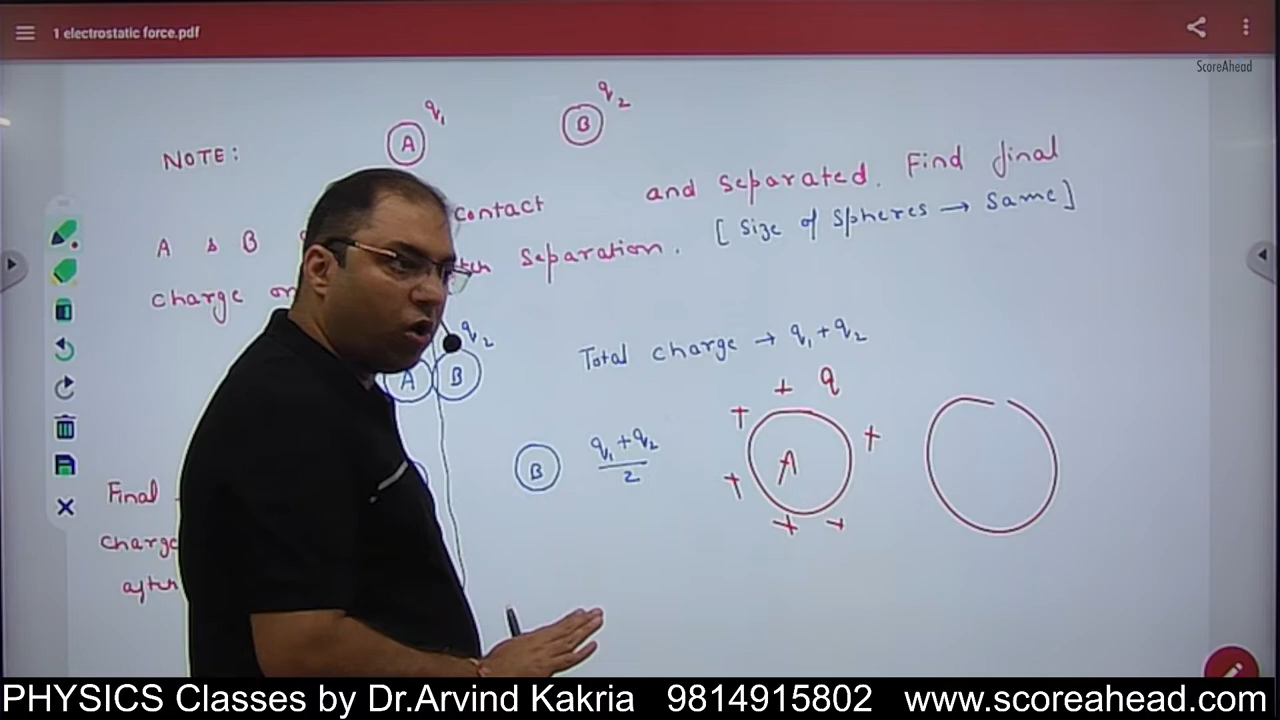 1 electrostatic force.pdf
ScoreAhead
q1 q2
NOTE: A B
A & B contact and separated. Find final
charge on separation. [Size of Spheres → Same]
q2
A B Total charge → q1+q2
+ q
+ +
B (q1+q2)/2 A
+
+ +
Final
charge
after
PHYSICS Classes by Dr.Arvind Kakria 9814915802 www.scoreahead.com